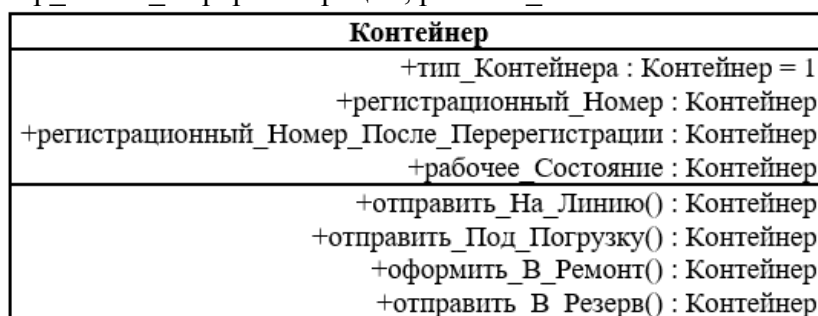 Контейнер
+тип_Контейнера : Контейнер = 1
+регистрационный_Номер : Контейнер
+регистрационный_Номер_После_Перерегистрации : Контейнер
+рабочее_Состояние : Контейнер
+отправить_На_Линию() : Контейнер
+отправить_Под_Погрузку() : Контейнер
+оформить_В_Ремонт() : Контейнер
+отправить_В_Резерв() : Контейнер